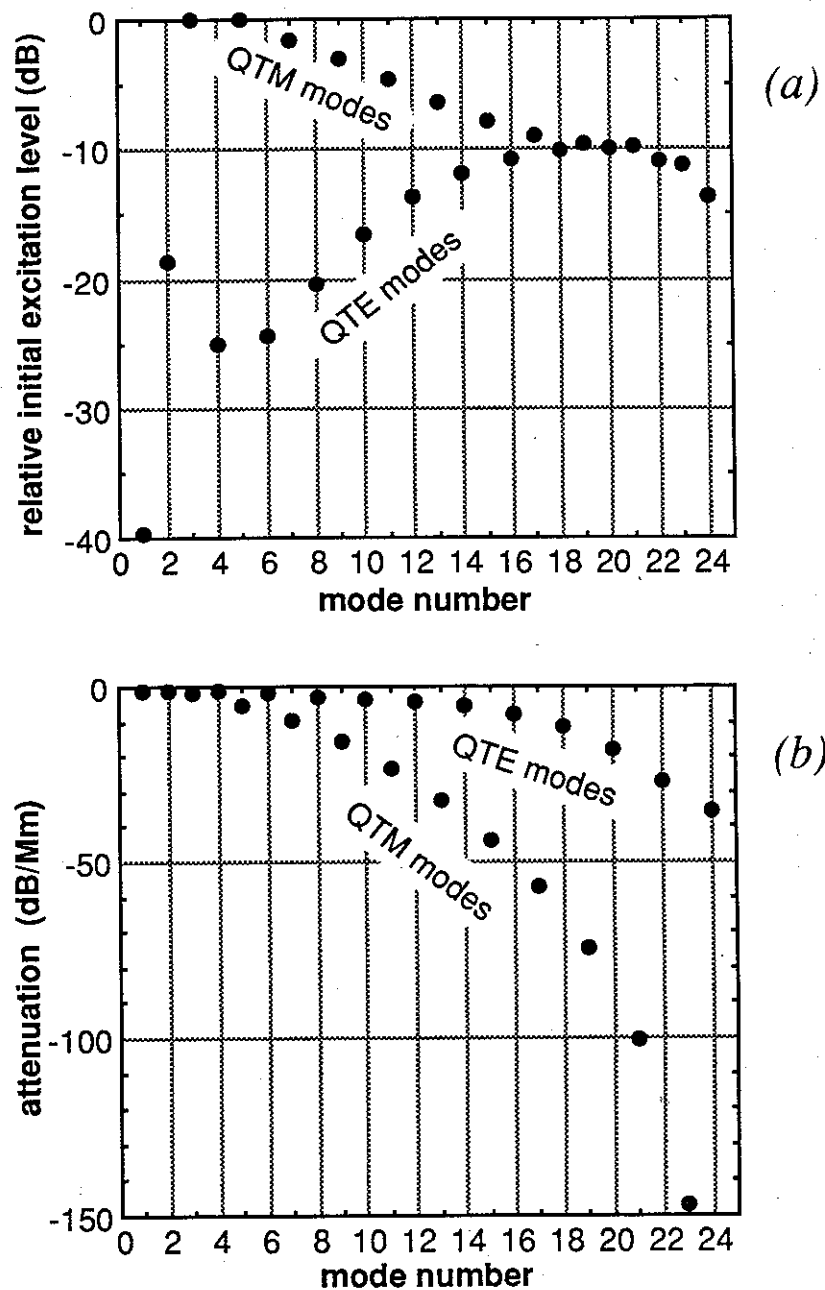 0
-10
-20
-30
-40
relative initial excitation level (dB)
QTM modes
QTE modes
(a)
0 2 4 6 8 10 12 14 16 18 20 22 24
mode number
0
-50
-100
-150
attenuation (dB/Mm)
QTE modes
QTM modes
(b)
0 2 4 6 8 10 12 14 16 18 20 22 24
mode number